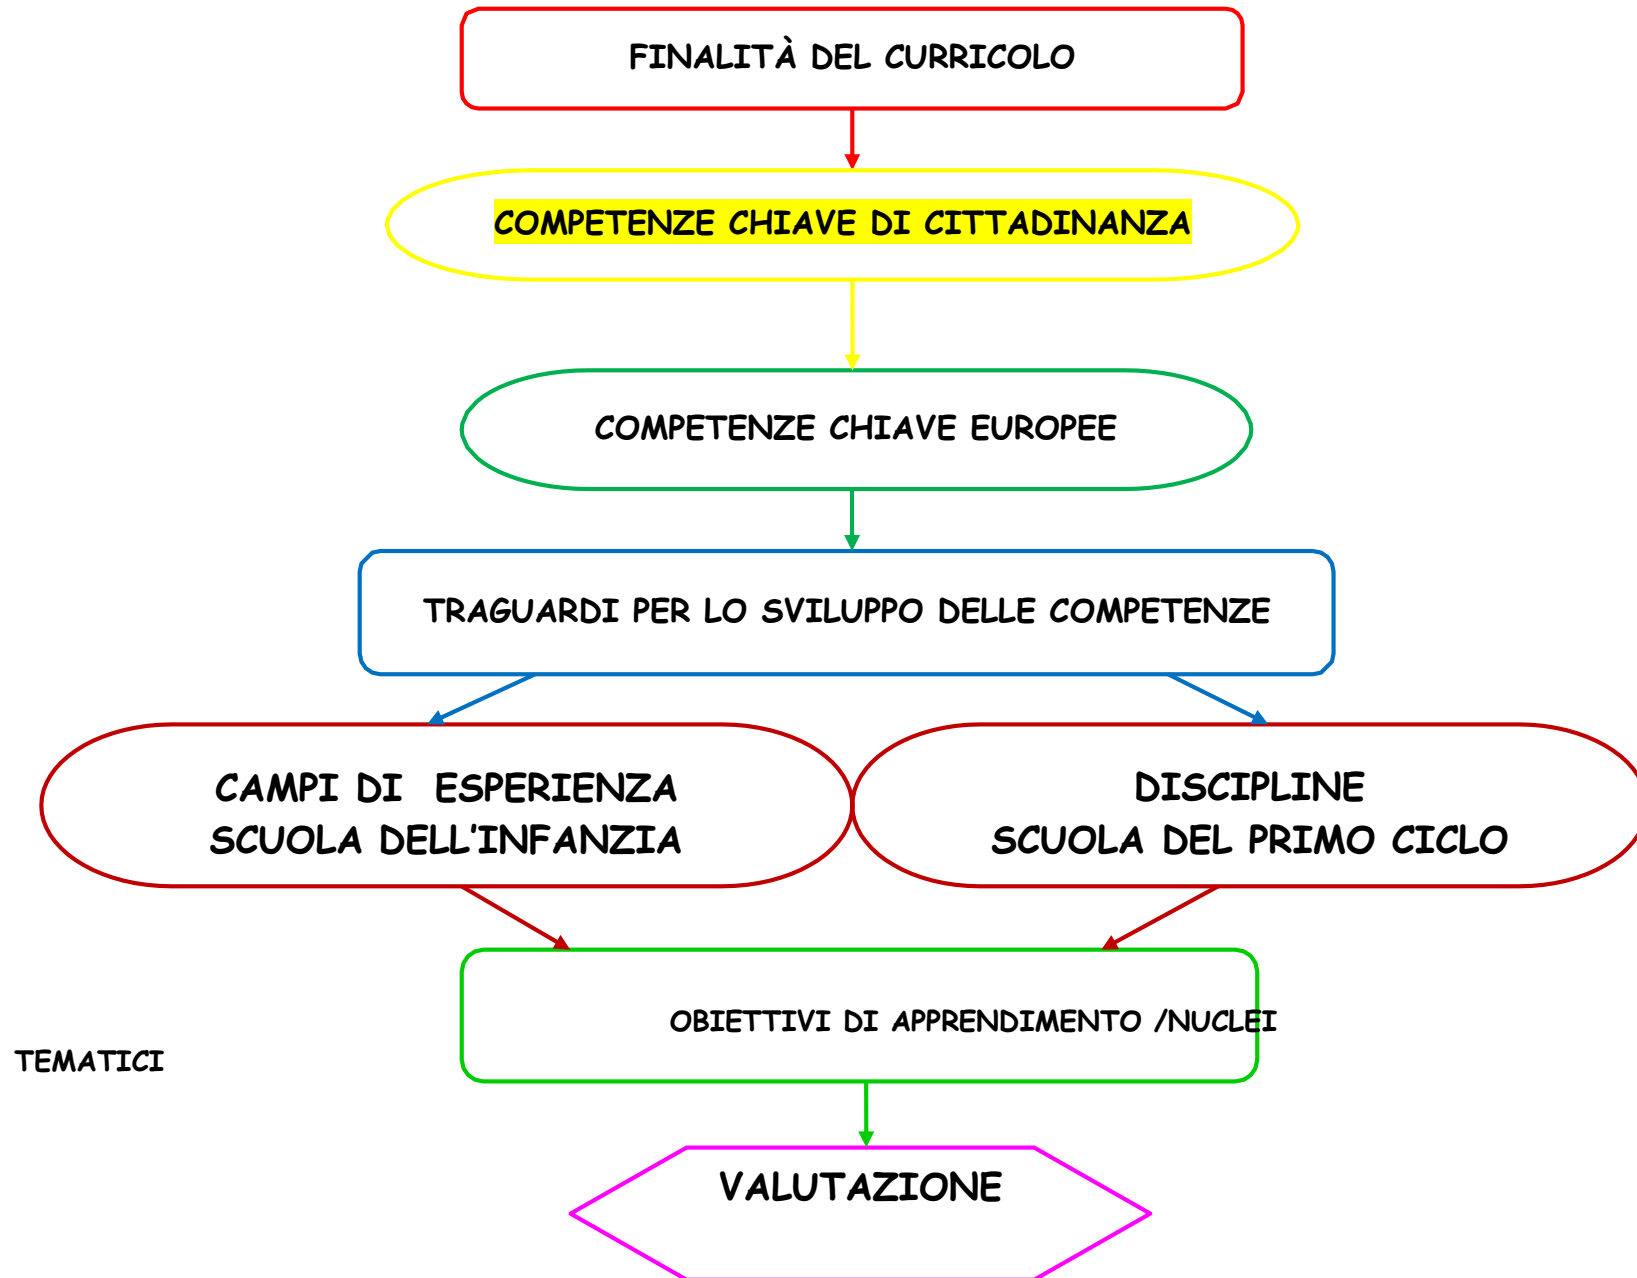 FINALITÀ DEL CURRICOLO
COMPETENZE CHIAVE DI CITTADINANZA
COMPETENZE CHIAVE EUROPEE
TRAGUARDI PER LO SVILUPPO DELLE COMPETENZE
CAMPI DI ESPERIENZA
SCUOLA DELL'INFANZIA
DISCIPLINE
SCUOLA DEL PRIMO CICLO
OBIETTIVI DI APPRENDIMENTO /NUCLEI
TEMATICI
VALUTAZIONE